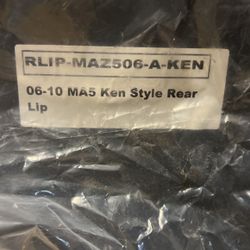 RLIP-MAZ506-A-KEN
06-10 MA5 Ken Style Rear
Lip